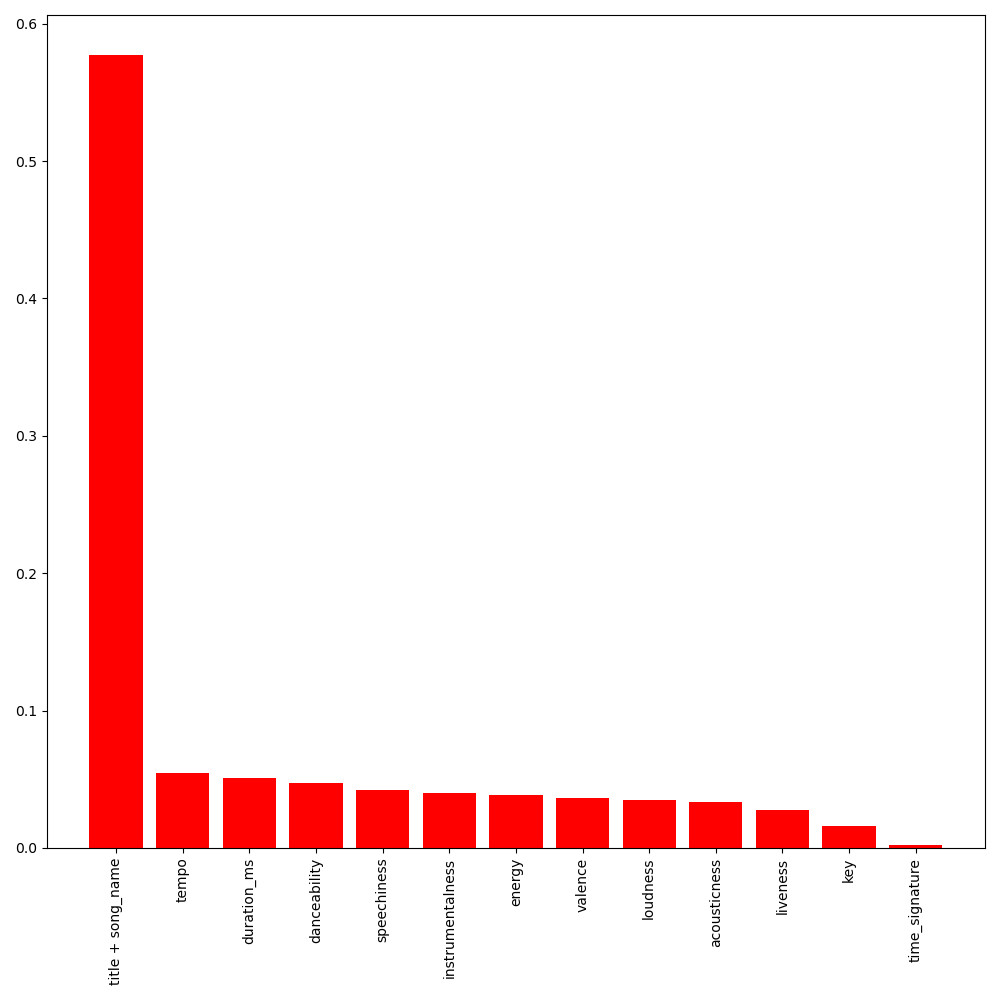 0.6
0.5
0.4
0.3
0.2
0.1
0.0
title + song_name
tempo
duration_ms
danceability
speechiness
instrumentalness
energy
valence
loudness
acousticness
liveness
key
time_signature